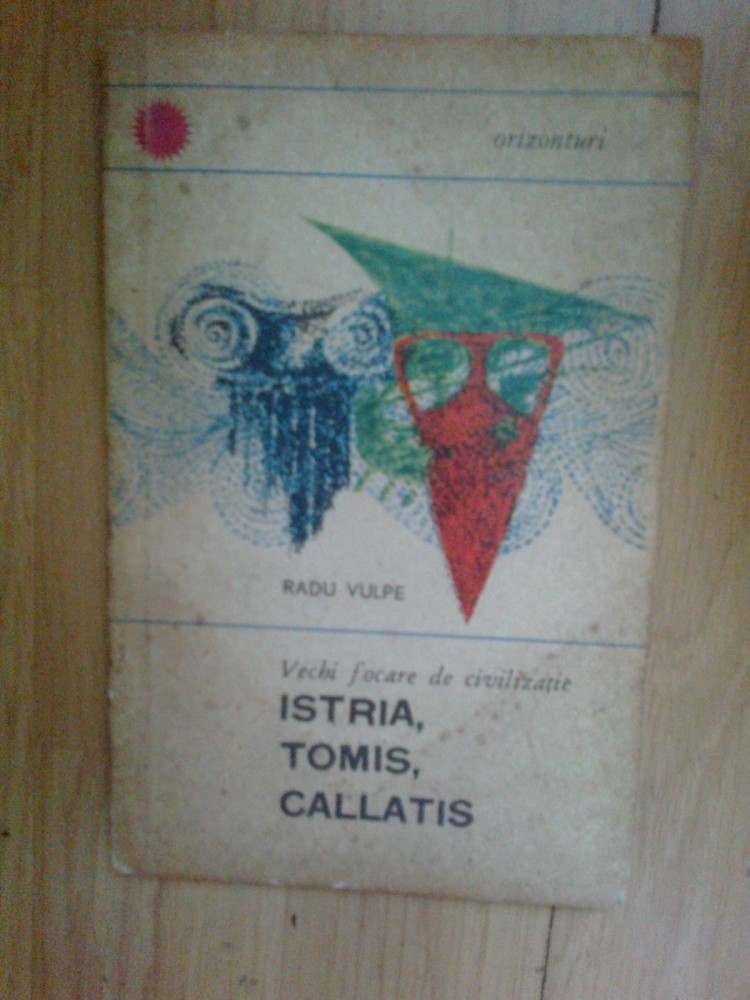 orizonturi
RADU VULPE
Vechi focare de civilizație
ISTRIA,
TOMIS,
CALLATIS